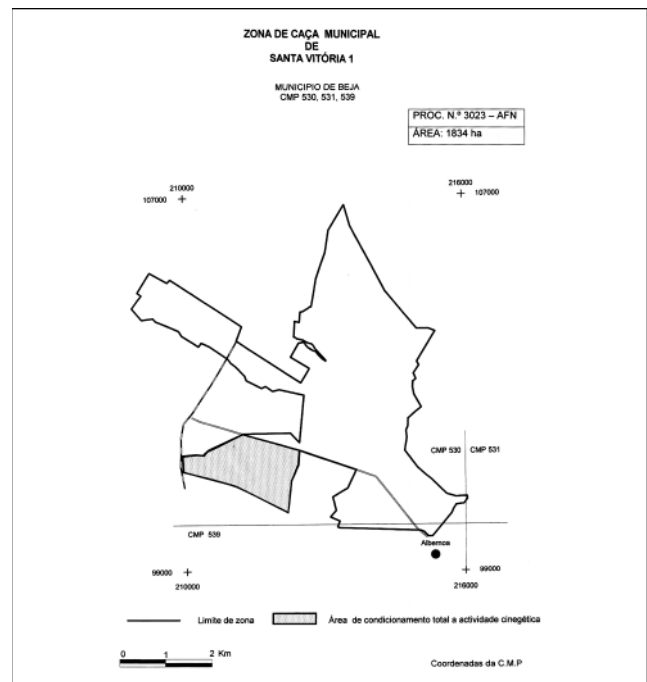 ZONA DE CAÇA MUNICIPAL
DE
SANTA VITÓRIA 1
MUNICIPIO DE BEJA
CMP 530, 531, 539
PROC. N.º 3023 – AFN
ÁREA: 1834 ha
210000
107000
216000
107000
CMP 530
CMP 531
CMP 539
Albernoa
99000
210000
99000
216000
Limite de zona
Área de condicionamento total a actividade cinegética
0 1 2 Km
Coordenadas da C.M.P